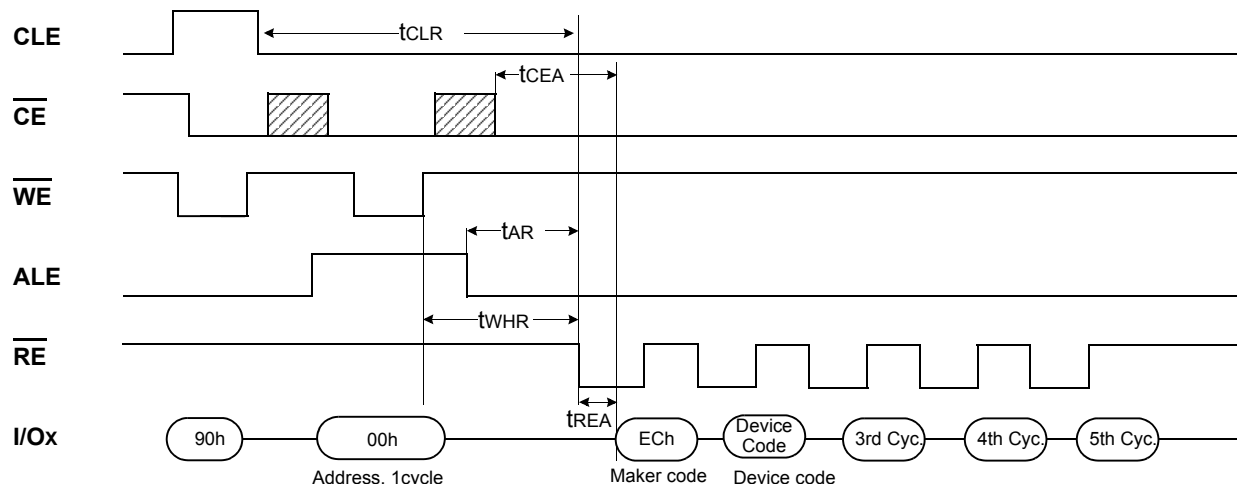 CLE
tCLR
tCEA
CE
WE
tAR
ALE
tWHR
RE
tREA
I/Ox
90h
00h
ECh
Device
Code
3rd Cyc.
4th Cyc.
5th Cyc.
Address, 1cycle
Maker code
Device code